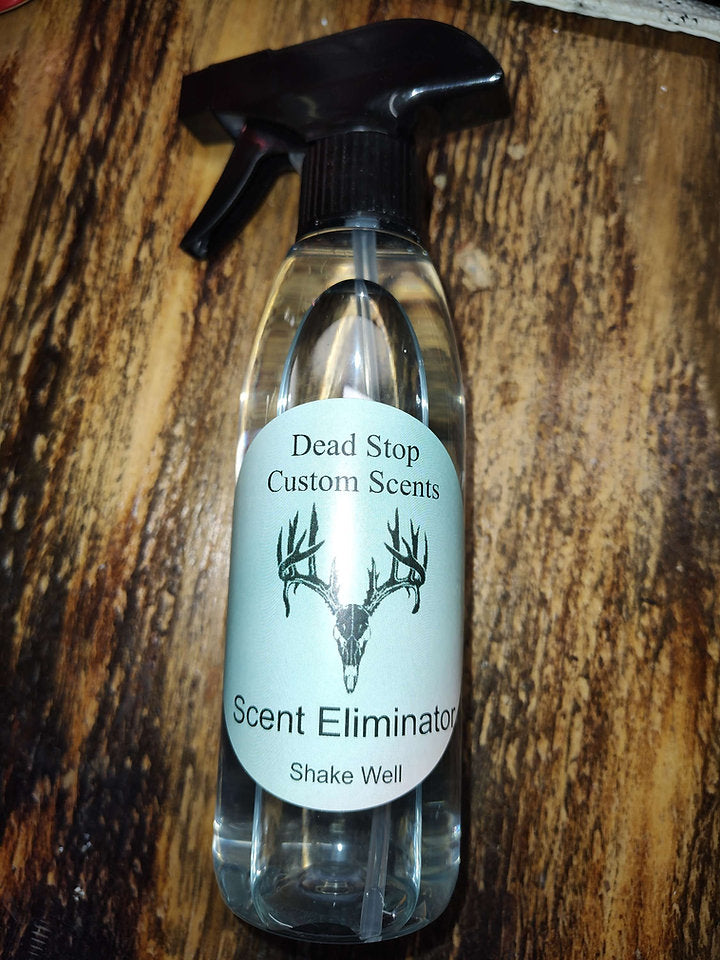 Dead Stop
Custom Scents
Scent Eliminator
Shake Well